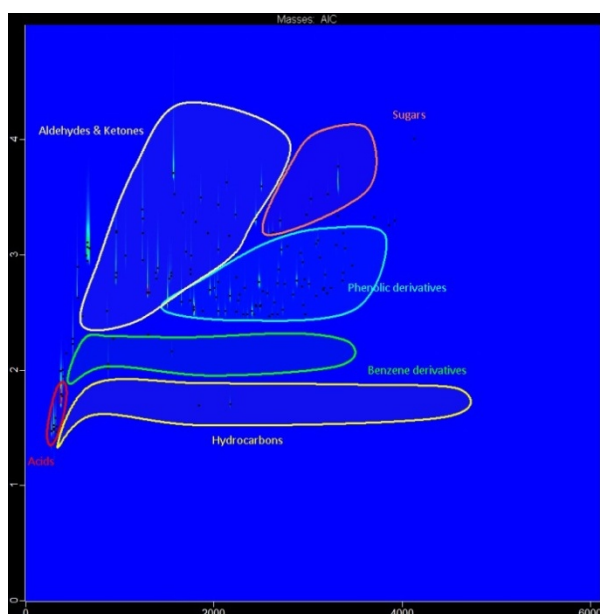 Masses: AIC
Aldehydes & Ketones
Sugars
4
3
Phenolic derivatives
2
Benzene derivatives
Hydrocarbons
Acids
1
0
0
2000
4000
6000